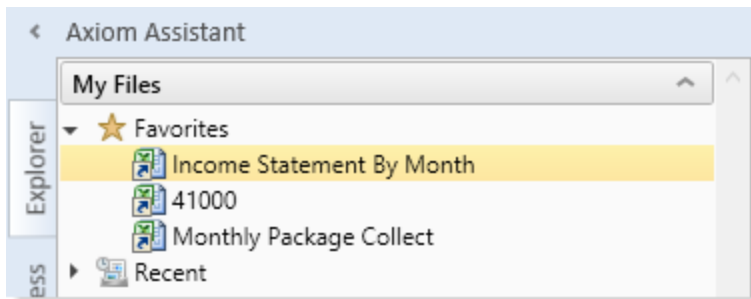 Axiom Assistant
My Files
Explorer
Favorites
Income Statement By Month
41000
Monthly Package Collect
Recent